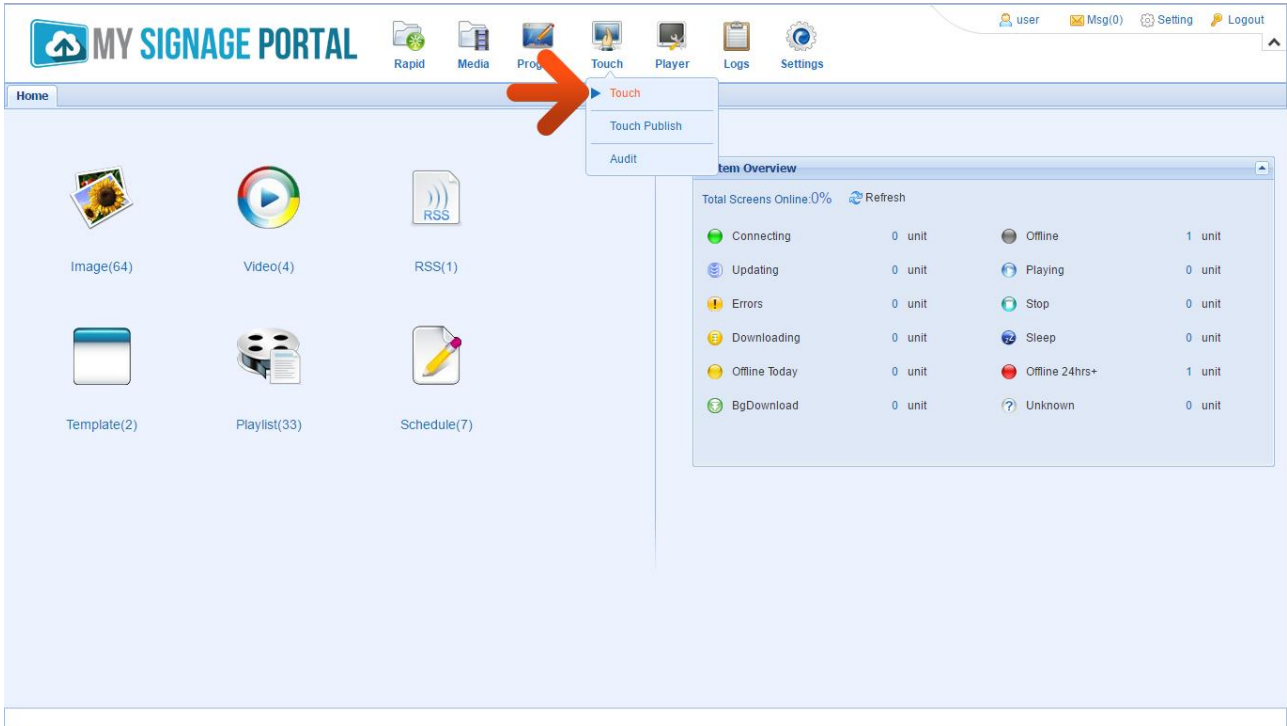 MY SIGNAGE PORTAL
user Msg(0) Setting Logout
Rapid Media Prog Touch Player Logs Settings
Home
Touch
Touch Publish
Audit
tem Overview
Total Screens Online:0% Refresh
Connecting 0 unit Offline 1 unit
Updating 0 unit Playing 0 unit
Errors 0 unit Stop 0 unit
Downloading 0 unit Sleep 0 unit
Offline Today 0 unit Offline 24hrs+ 1 unit
BgDownload 0 unit Unknown 0 unit
RSS
Image(64) Video(4) RSS(1)
Template(2) Playlist(33) Schedule(7)